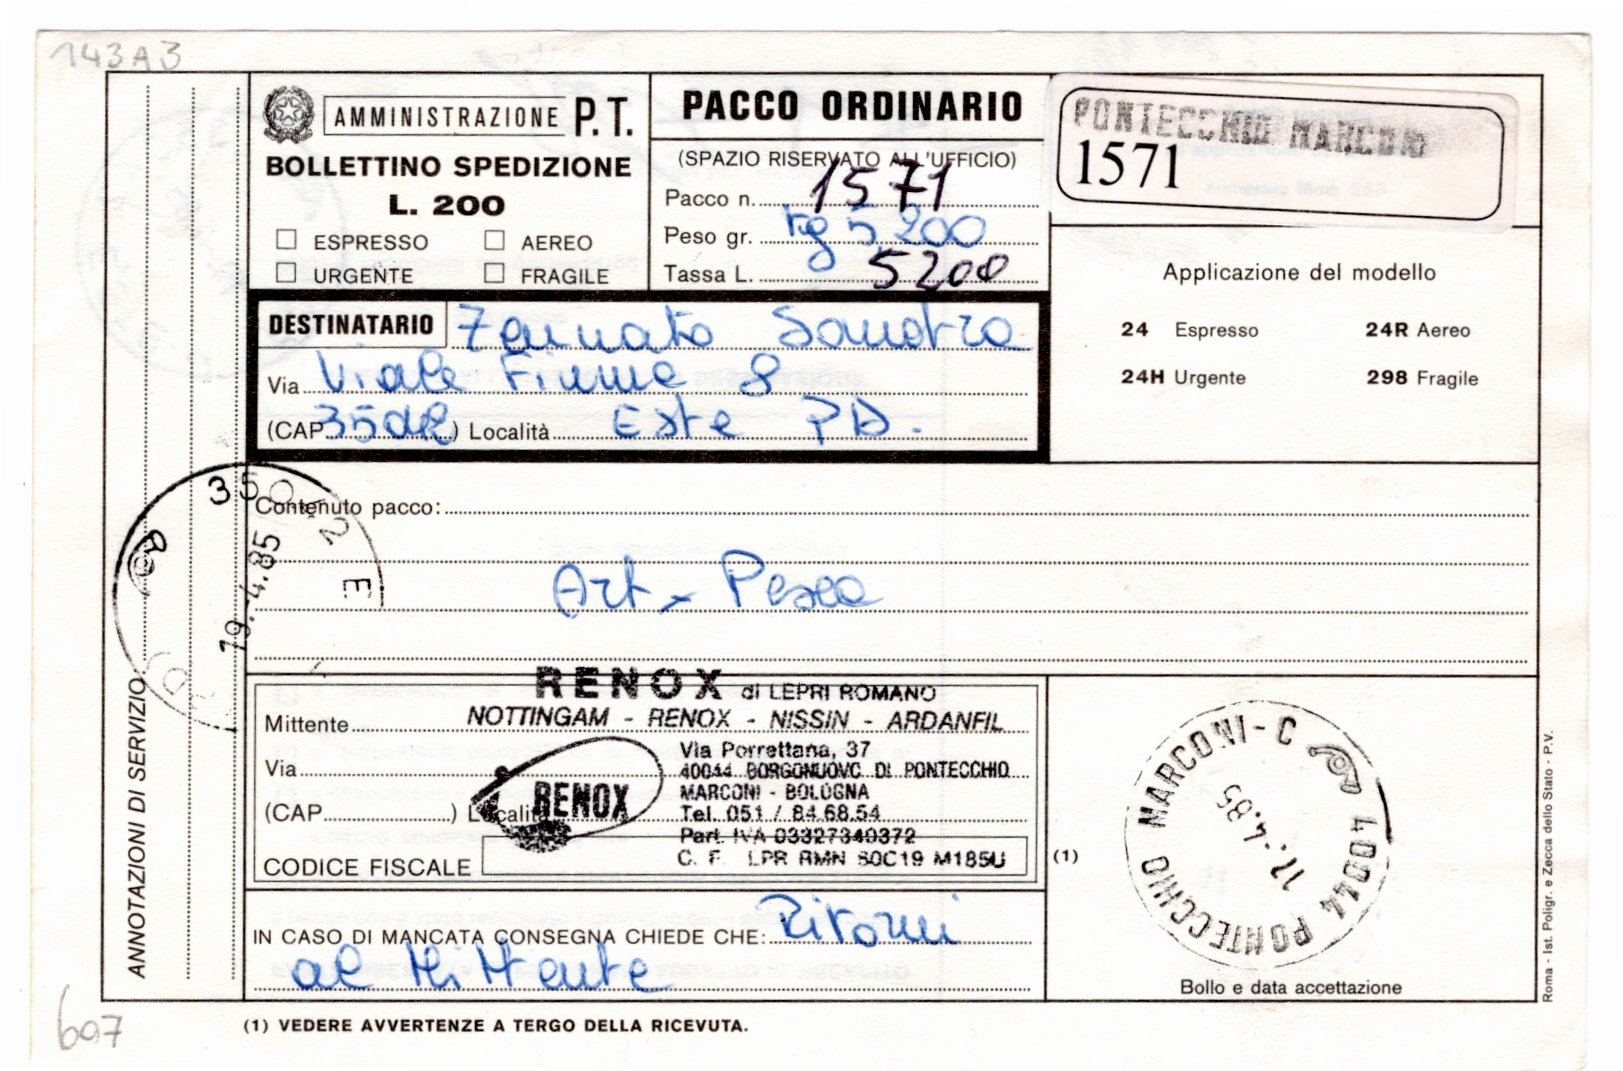 143A3
AMMINISTRAZIONE P.T.
BOLLETTINO SPEDIZIONE
L. 200
ESPRESSO AEREO
URGENTE FRAGILE
PACCO ORDINARIO
(SPAZIO RISERVATO ALL'UFFICIO)
Pacco n. 1571
Peso gr. kg 5200
Tassa L. 5200
PONTECCHIO MARCONI
1571
Applicazione del modello
24 Espresso 24R Aereo
24H Urgente 298 Fragile
DESTINATARIO Zennato Sandro
Via Viale Fiume 8
(CAP 35042) Località Este PD.
35042 E
19.4.85
Contenuto pacco:
Art. Pesca
ANNOTAZIONI DI SERVIZIO
RENOX di LEPRI ROMANO
Mittente NOTTINGAM - RENOX - NISSIN - ARDANFIL
Via Porrettana, 37
Via 40044 BORGONUOVO DI PONTECCHIO
MARCONI - BOLOGNA
(CAP ) Località RENOX Tel. 051 / 84.68.54
Part. IVA 03327340372
CODICE FISCALE C. F. LPR RMN 50C19 M185U
(1)
40044 PONTECCHIO MARCONI - C
17.4.85
IN CASO DI MANCATA CONSEGNA CHIEDE CHE: Ritorni
al Mittente
Bollo e data accettazione
Roma - Ist. Poligr. e Zecca dello Stato - P.V.
607
(1) VEDERE AVVERTENZE A TERGO DELLA RICEVUTA.